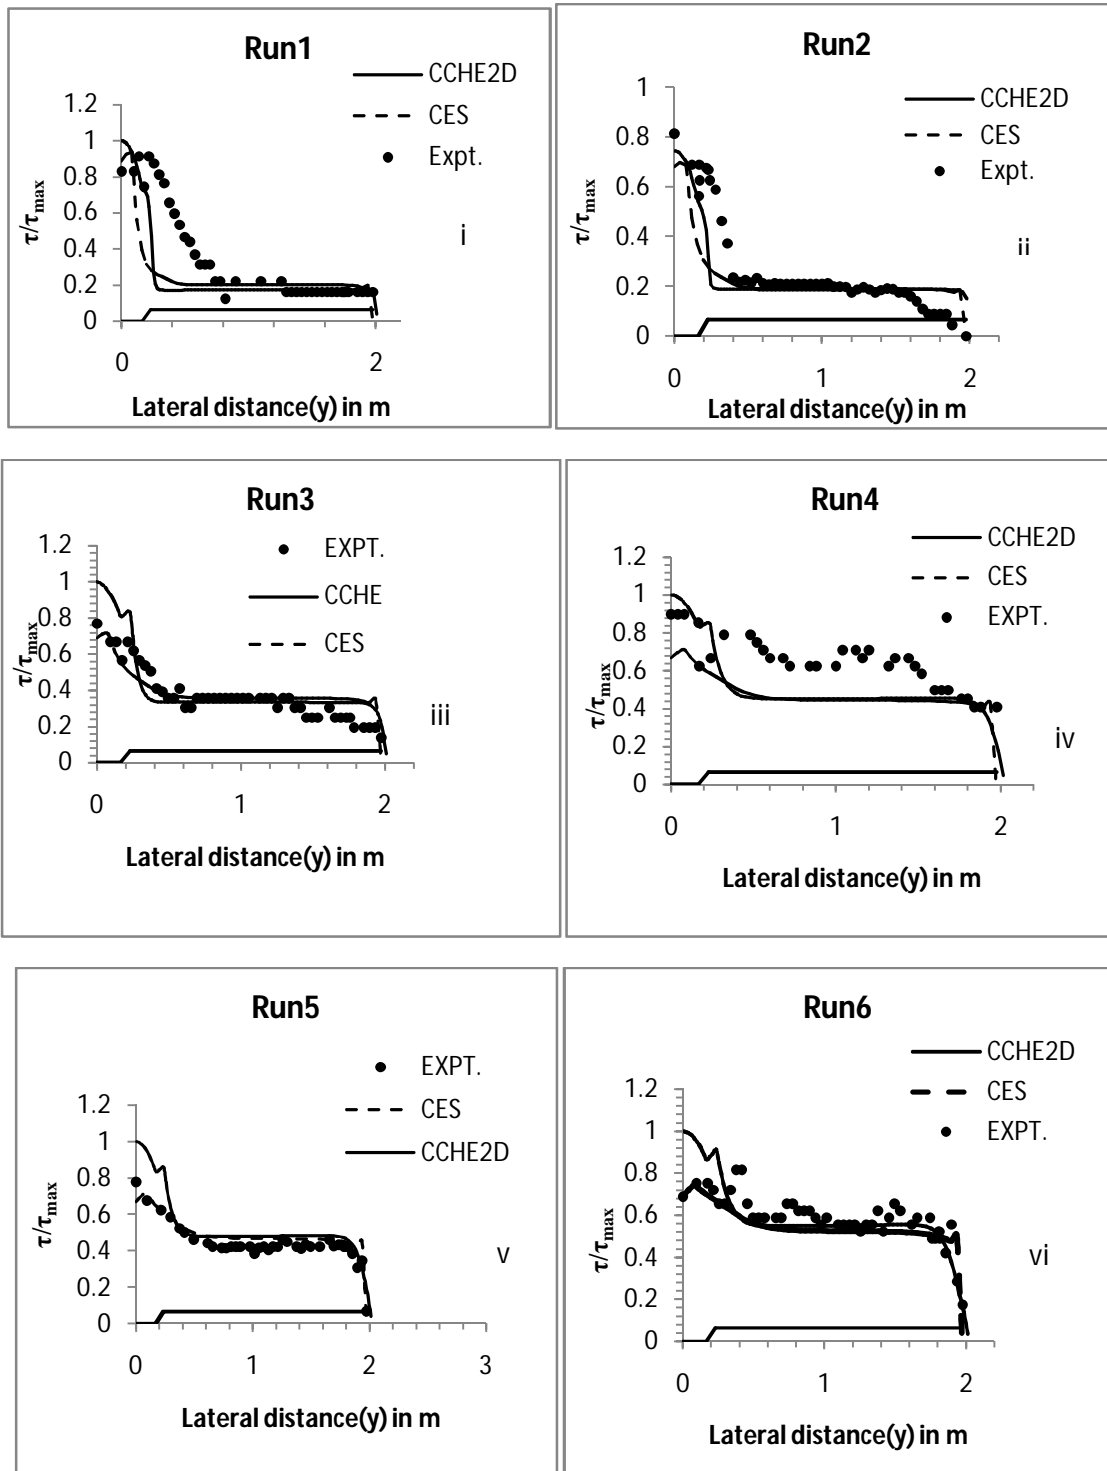 Run1
CCHE2D
CES
Expt.
1.2
1
0.8
0.6
0.4
0.2
0
τ/τmax
i
0 2
Lateral distance(y) in m
Run2
CCHE2D
CES
Expt.
1
0.8
0.6
0.4
0.2
0
τ/τmax
ii
0 1 2
Lateral distance(y) in m
Run3
EXPT.
CCHE
CES
1.2
1
0.8
0.6
0.4
0.2
0
τ/τmax
iii
0 1 2
Lateral distance(y) in m
Run4
CCHE2D
CES
EXPT.
1.2
1
0.8
0.6
0.4
0.2
0
τ/τmax
iv
0 1 2
Lateral distance(y) in m
Run5
EXPT.
CES
CCHE2D
1.2
1
0.8
0.6
0.4
0.2
0
τ/τmax
v
0 1 2 3
Lateral distance(y) in m
Run6
CCHE2D
CES
EXPT.
1.2
1
0.8
0.6
0.4
0.2
0
τ/τmax
vi
0 1 2
Lateral distance(y) in m